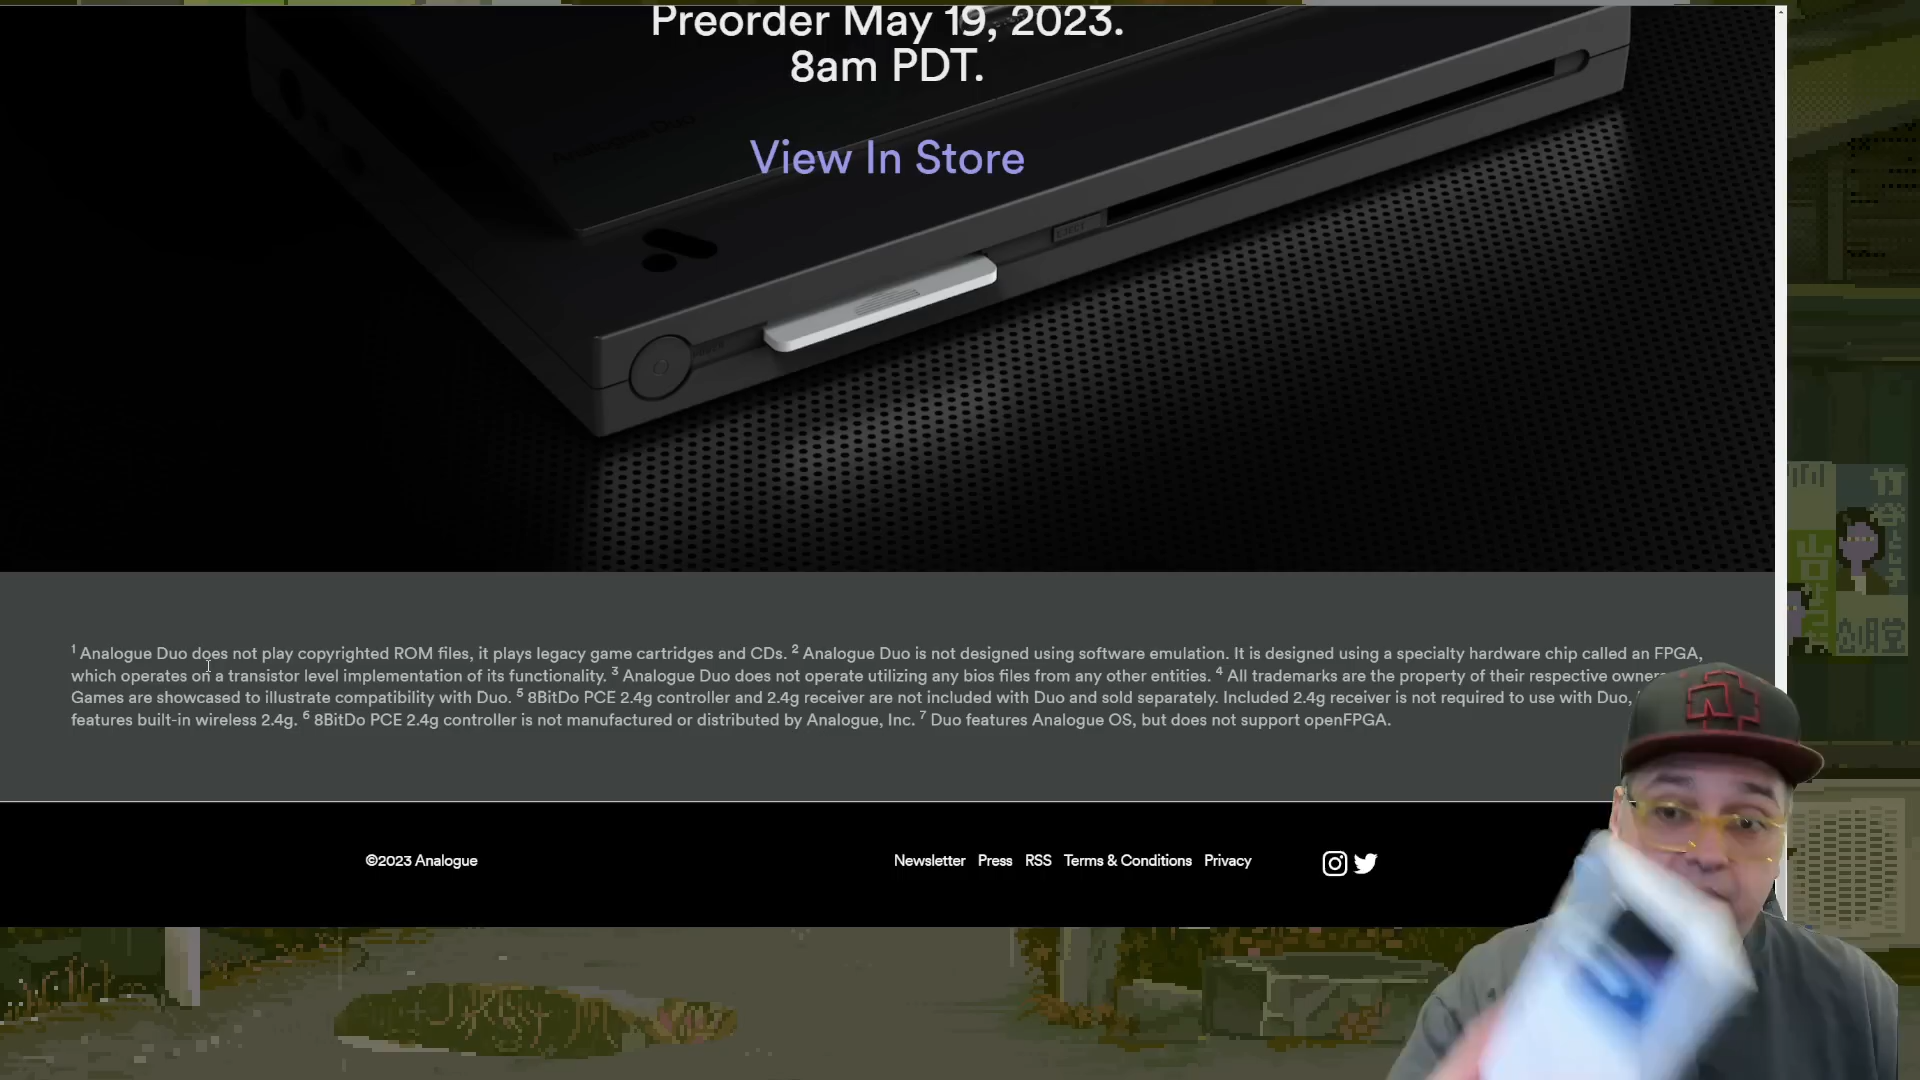 Preorder May 19, 2023.
8am PDT.
Analogue Duo
View In Store
EJECT
POWER
¹ Analogue Duo does not play copyrighted ROM files, it plays legacy game cartridges and CDs. ² Analogue Duo is not designed using software emulation. It is designed using a specialty hardware chip called an FPGA,
which operates on a transistor level implementation of its functionality. ³ Analogue Duo does not operate utilizing any bios files from any other entities. ⁴ All trademarks are the property of their respective
Games are showcased to illustrate compatibility with Duo. ⁵ 8BitDo PCE 2.4g controller and 2.4g receiver are not included with Duo and sold separately. Included 2.4g receiver is not required to use with Duo,
features built-in wireless 2.4g. ⁶ 8BitDo PCE 2.4g controller is not manufactured or distributed by Analogue, Inc. ⁷ Duo features Analogue OS, but does not support openFPGA.
©2023 Analogue
Newsletter Press RSS Terms & Conditions Privacy